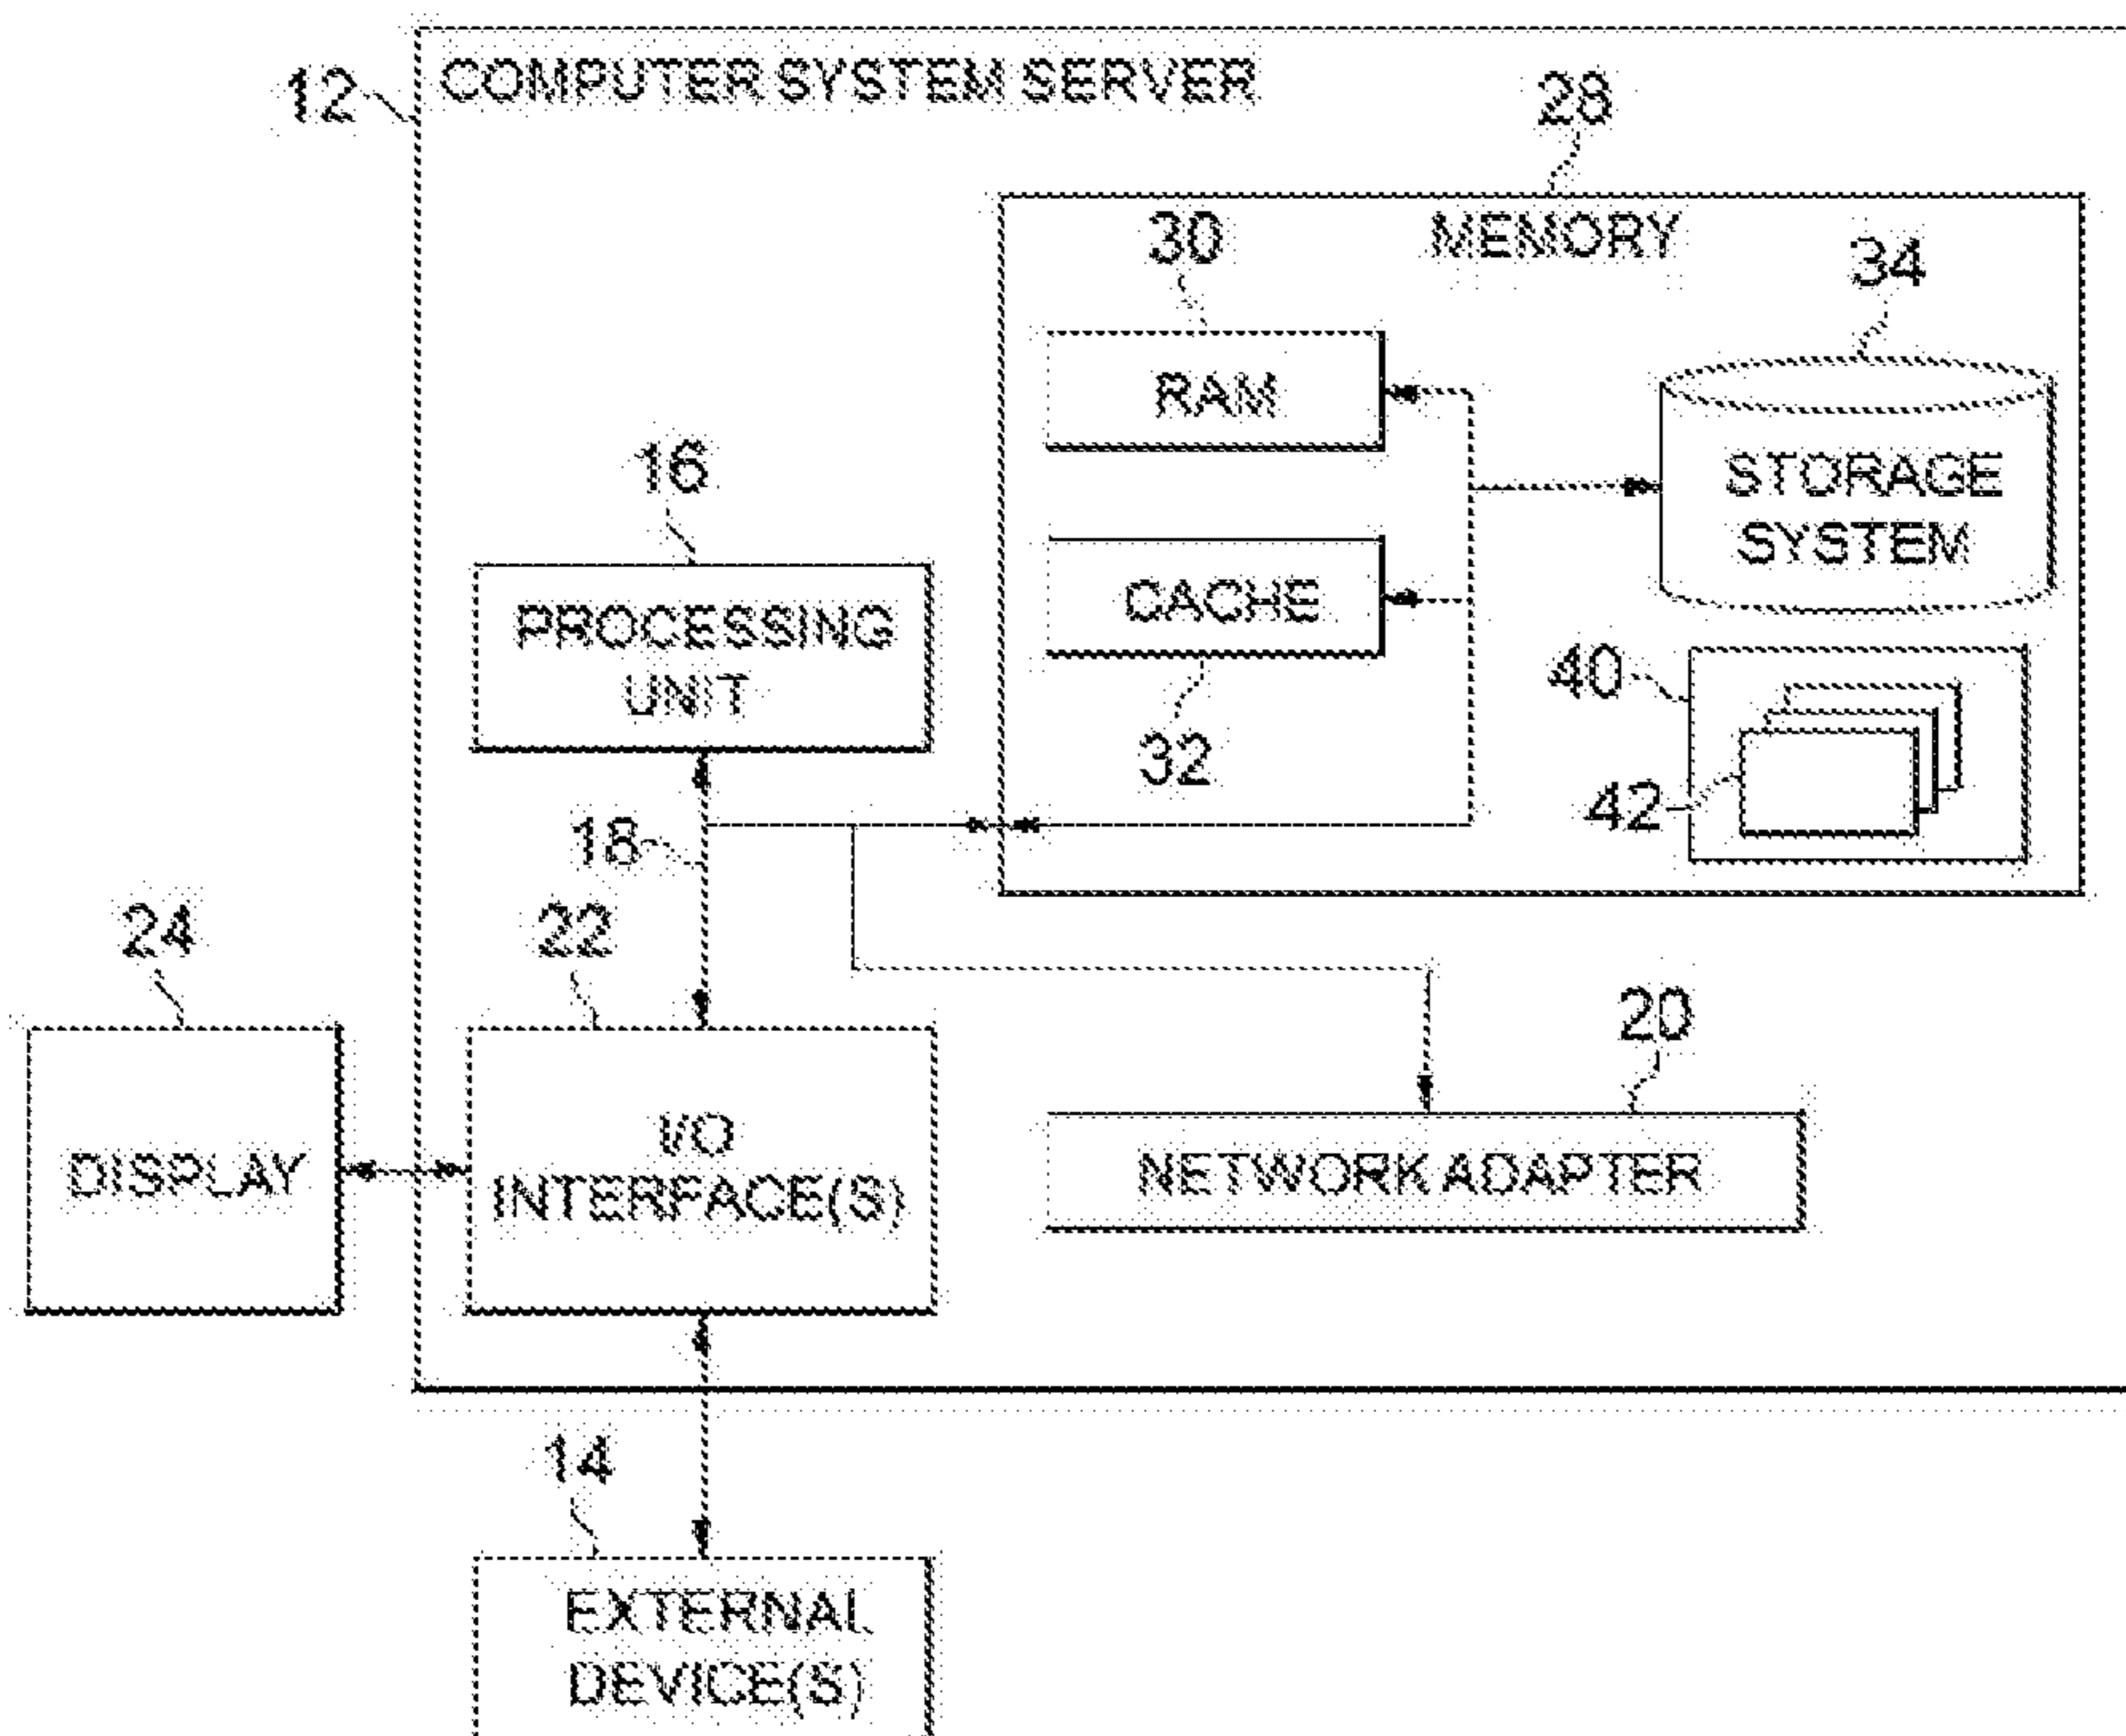 12
COMPUTER SYSTEM SERVER
28
MEMORY
30
34
RAM
STORAGE
SYSTEM
16
PROCESSING
UNIT
CACHE
32
40
42
18
24
22
20
DISPLAY
I/O
INTERFACE(S)
NETWORK ADAPTER
14
EXTERNAL
DEVICE(S)